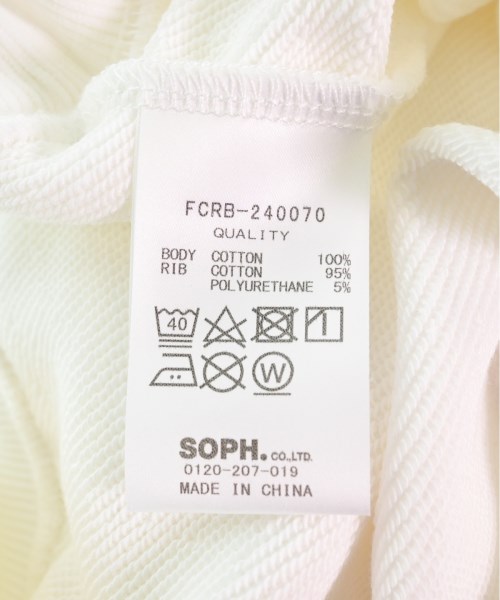 FCRB-240070
QUALITY
BODY COTTON 100%
RIB COTTON 95%
POLYURETHANE 5%
40
W
SOPH. CO.,LTD.
0120-207-019
MADE IN CHINA